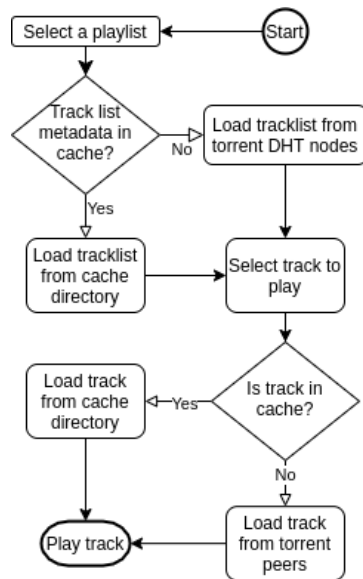 Start
Select a playlist
Track list
metadata in
cache?
No
Load tracklist from
torrent DHT nodes
Yes
Load tracklist
from cache
directory
Select track to
play
Is track in
cache?
Yes
Load track
from cache
directory
No
Load track
from torrent
peers
Play track